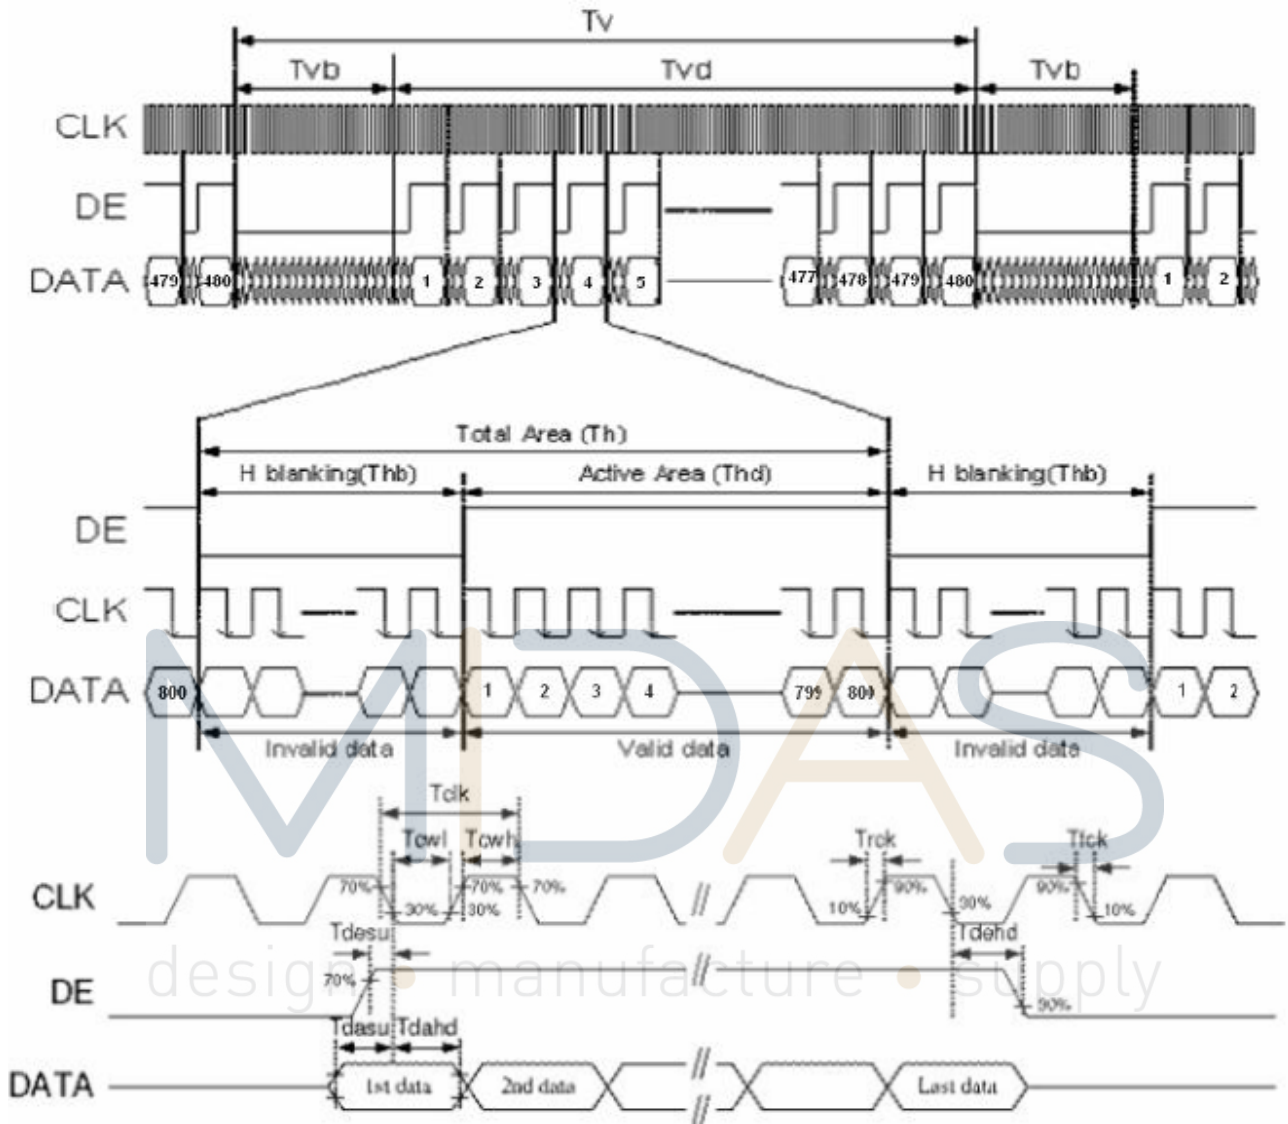 Tv
Tvb Tvd Tvb
CLK
DE
DATA 479 480 1 2 3 4 5 477 478 479 480 1 2
Total Area (Th)
H blanking(Thb) Active Area (Thd) H blanking(Thb)
DE
CLK
DATA 800 1 2 3 4 799 800 1 2
Invalid data Valid data Invalid data
MIDAS
Tclk
Tcwl Tcwh Trck Tfck
CLK 70% 70% 70% 90% 90%
30% 30% 10% 30% 10%
Tdesu Tdehd
design • manufacture • supply
DE 70% 30%
Tdasu Tdahd
DATA 1st data 2nd data // Last data